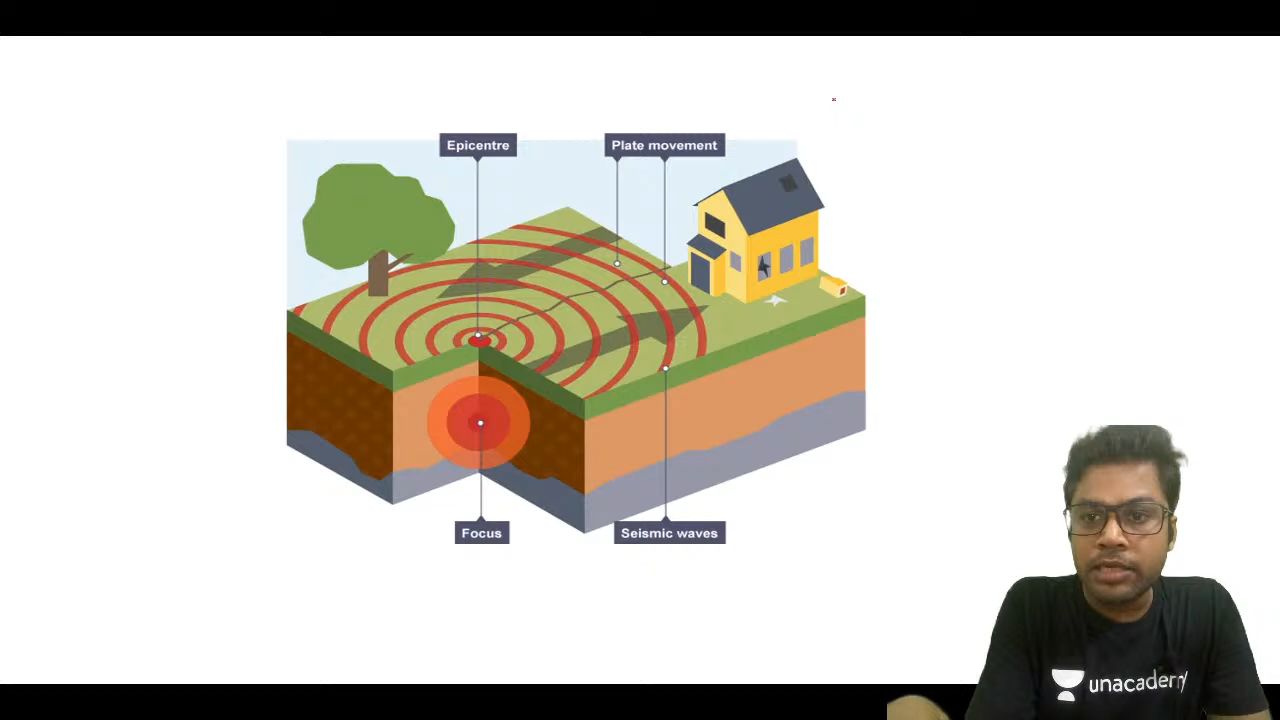 Epicentre
Plate movement
Focus
Seismic waves
unacademy